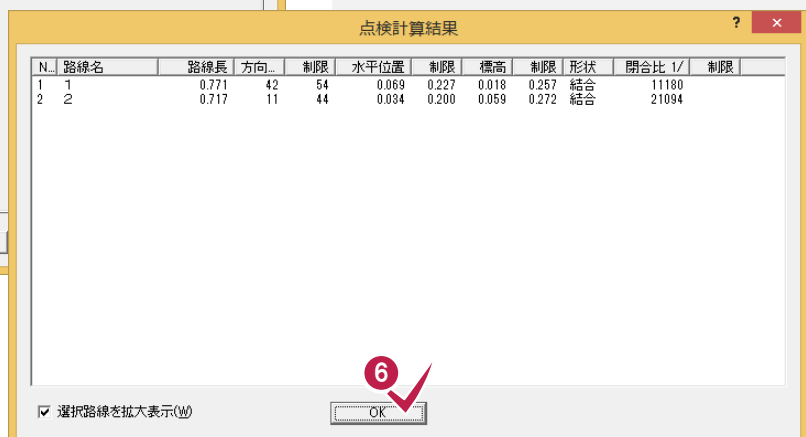 点検計算結果
?
×
N... 路線名 路線長 方向... 制限 水平位置 制限 標高 制限 形状 閉合比 1/ 制限
1 1 0.771 42 54 0.069 0.227 0.018 0.257 結合 11180
2 2 0.717 11 44 0.034 0.200 0.059 0.272 結合 21094
6
選択路線を拡大表示(W)
OK